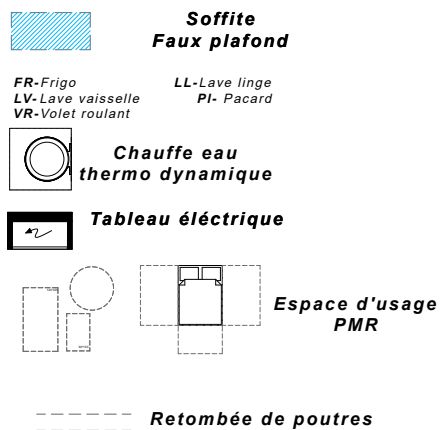 Soffite
Faux plafond
FR-Frigo
LL-Lave linge
LV-Lave vaisselle
PI- Pacard
VR-Volet roulant
Chauffe eau
thermo dynamique
Tableau éléctrique
Espace d'usage
PMR
Retombée de poutres